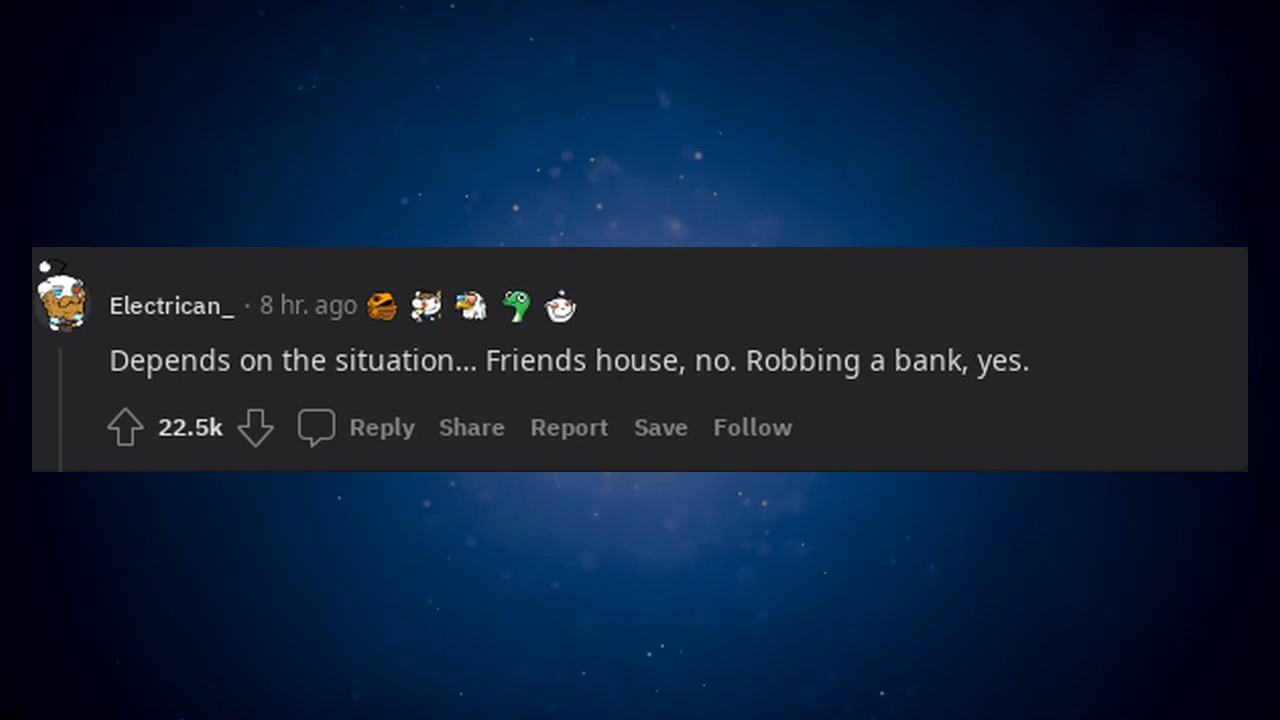 Electrican_ · 8 hr. ago
Depends on the situation... Friends house, no. Robbing a bank, yes.
22.5k Reply Share Report Save Follow